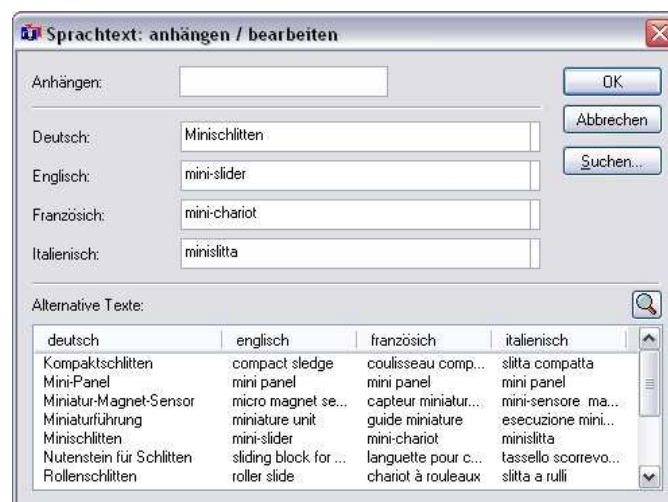 Sprachtext: anhängen / bearbeiten
Anhängen:
OK
Abbrechen
Deutsch: Minischlitten
Suchen...
Englisch: mini-slider
Französich: mini-chariot
Italienisch: minislitta
Alternative Texte:
deutsch englisch französich italienisch
Kompaktschlitten compact sledge coulisseau comp... slitta compatta
Mini-Panel mini panel mini panel mini panel
Miniatur-Magnet-Sensor micro magnet se... capteur miniatur... mini-sensore ma...
Miniaturführung miniature unit guide miniature esecuzione mini...
Minischlitten mini-slider mini-chariot minislitta
Nutenstein für Schlitten sliding block for ... languette pour c... tassello scorrevo...
Rollenschlitten roller slide chariot à rouleaux slitta a rulli